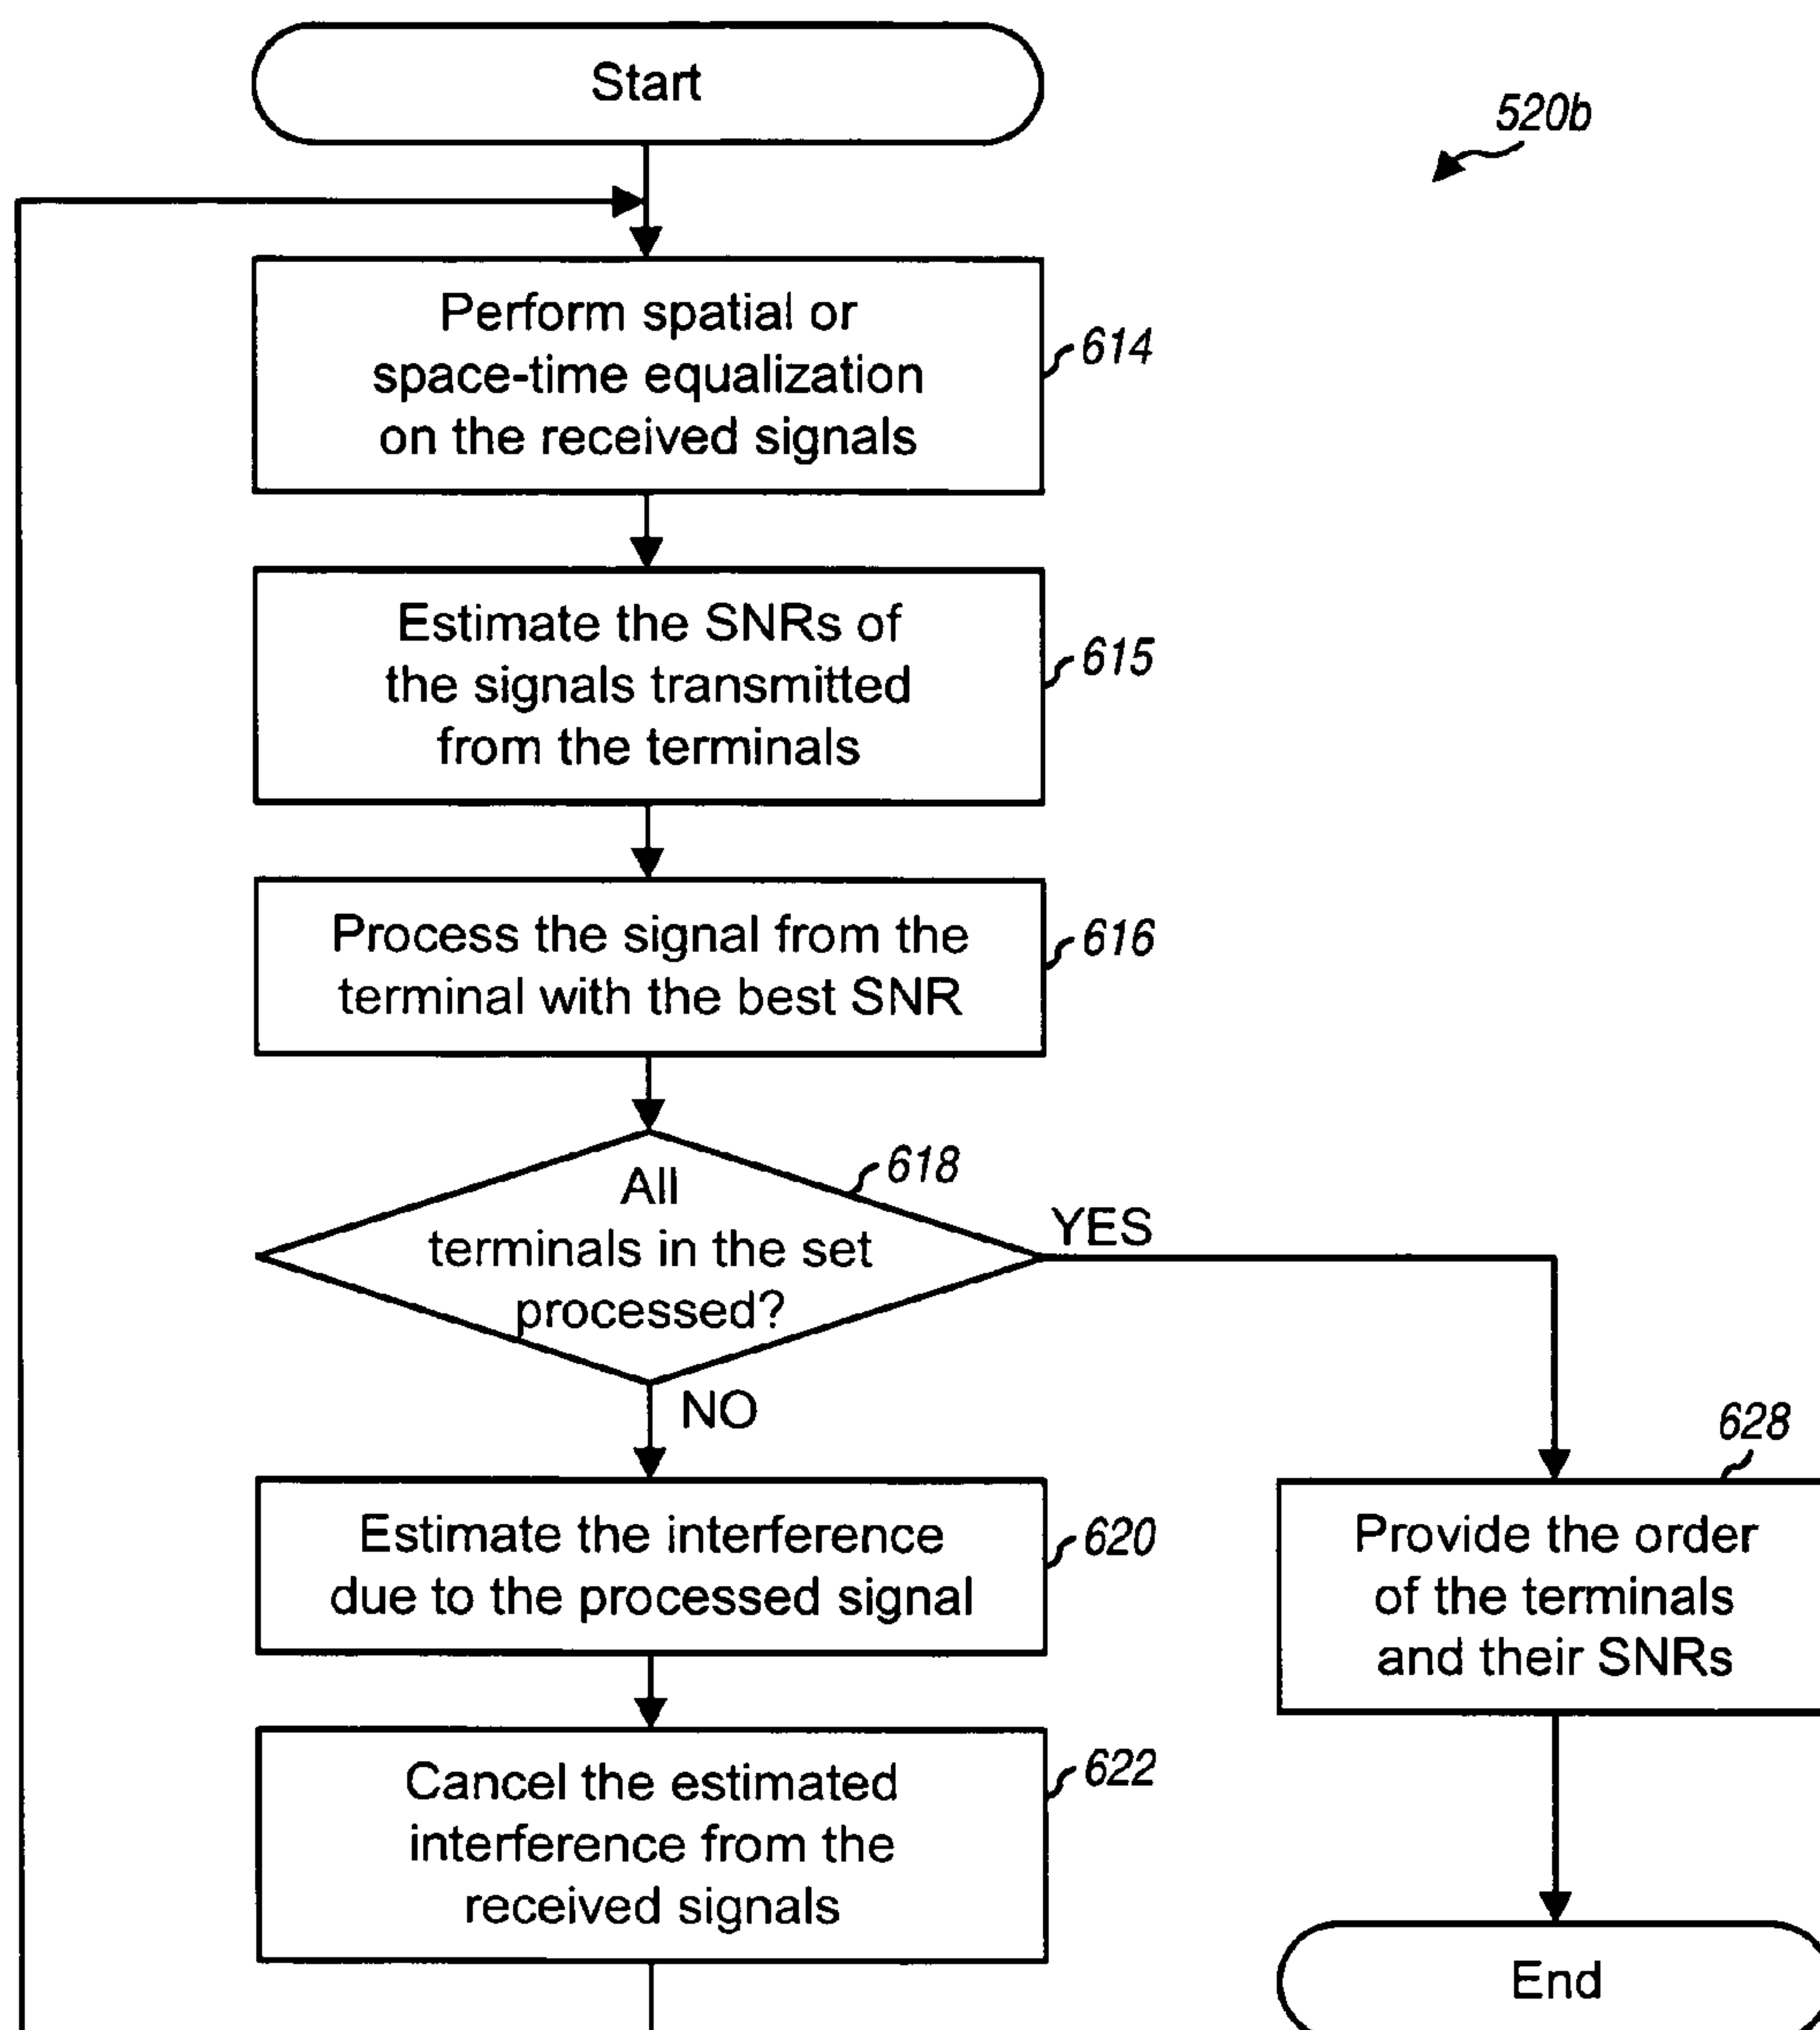 Start
520b
Perform spatial or
space-time equalization
on the received signals
614
Estimate the SNRs of
the signals transmitted
from the terminals
615
Process the signal from the
terminal with the best SNR
616
All
terminals in the set
processed?
618
YES
NO
Estimate the interference
due to the processed signal
620
628
Provide the order
of the terminals
and their SNRs
Cancel the estimated
interference from the
received signals
622
End